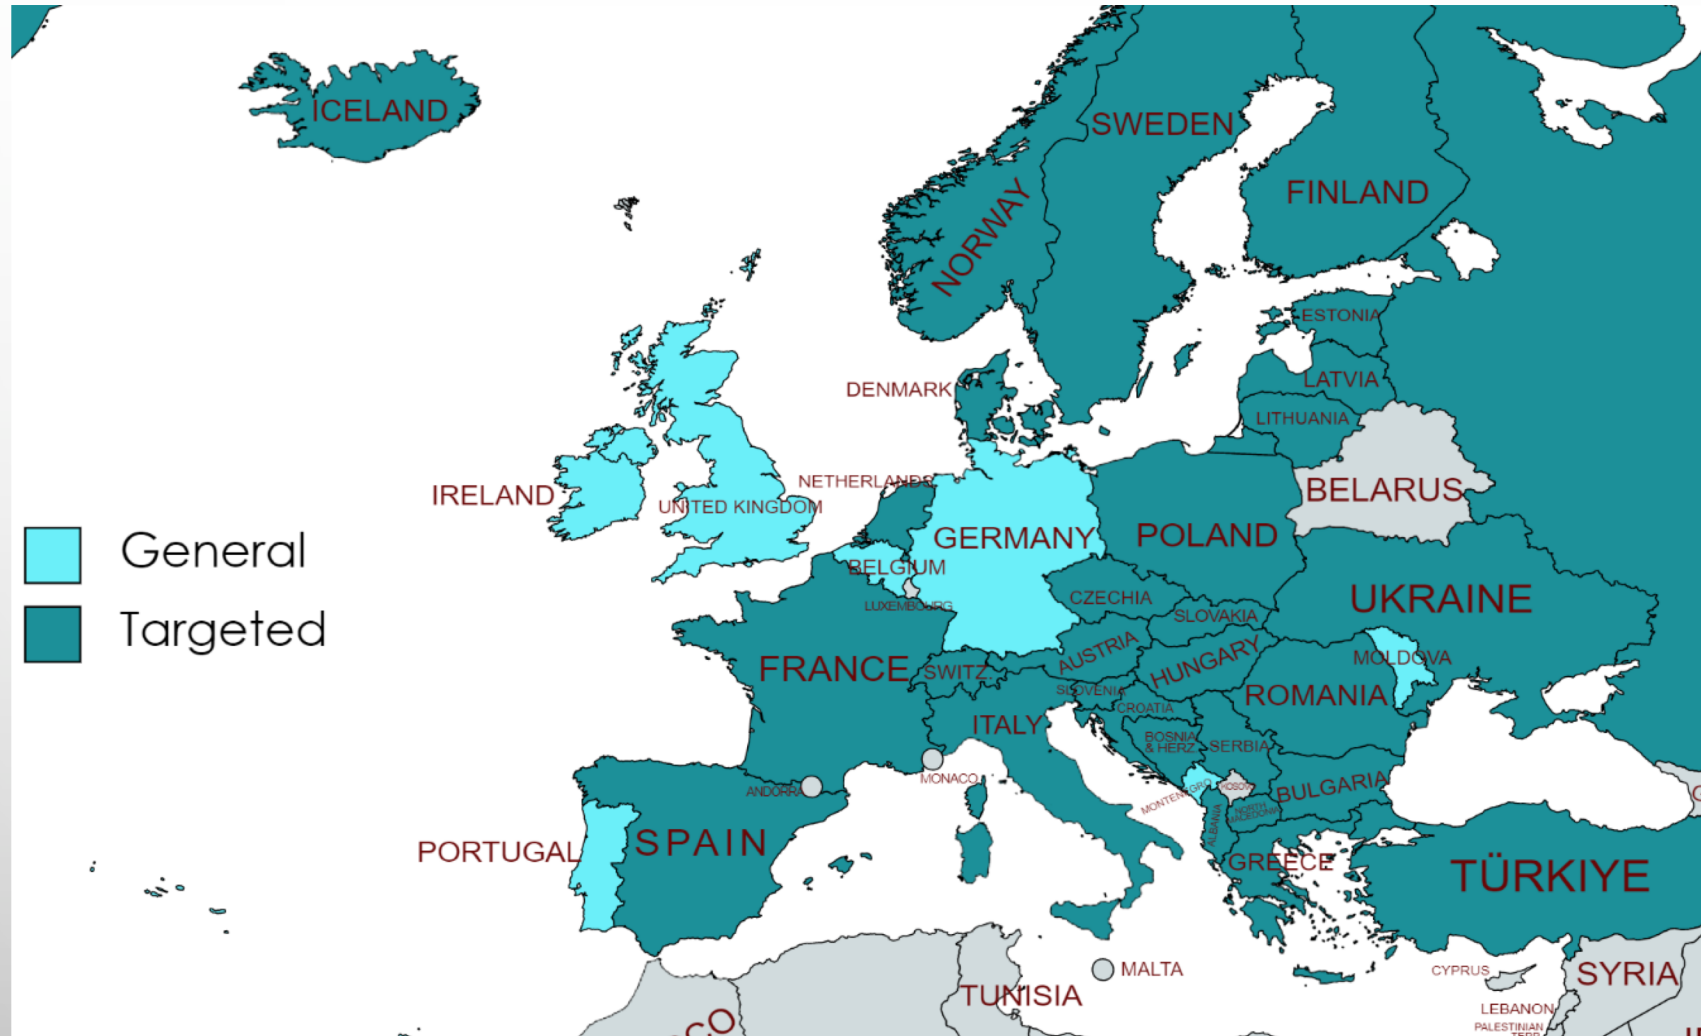 ICELAND
SWEDEN
FINLAND
NORWAY
ESTONIA
DENMARK
LATVIA
LITHUANIA
NETHERLANDS
IRELAND
UNITED KINGDOM
BELARUS
GERMANY
POLAND
General
BELGIUM
LUXEMBOURG
CZECHIA
UKRAINE
SLOVAKIA
Targeted
AUSTRIA
HUNGARY
MOLDOVA
FRANCE
SWITZ.
SLOVENIA
ROMANIA
CROATIA
ITALY
BOSNIA
& HERZ.
SERBIA
MONACO
ANDORRA
MONTENEGRO
KOSOVO
BULGARIA
NORTH
MACEDONIA
ALBANIA
PORTUGAL
SPAIN
GREECE
TÜRKIYE
MALTA
CYPRUS
SYRIA
TUNISIA
LEBANON
PALESTINIAN
CO